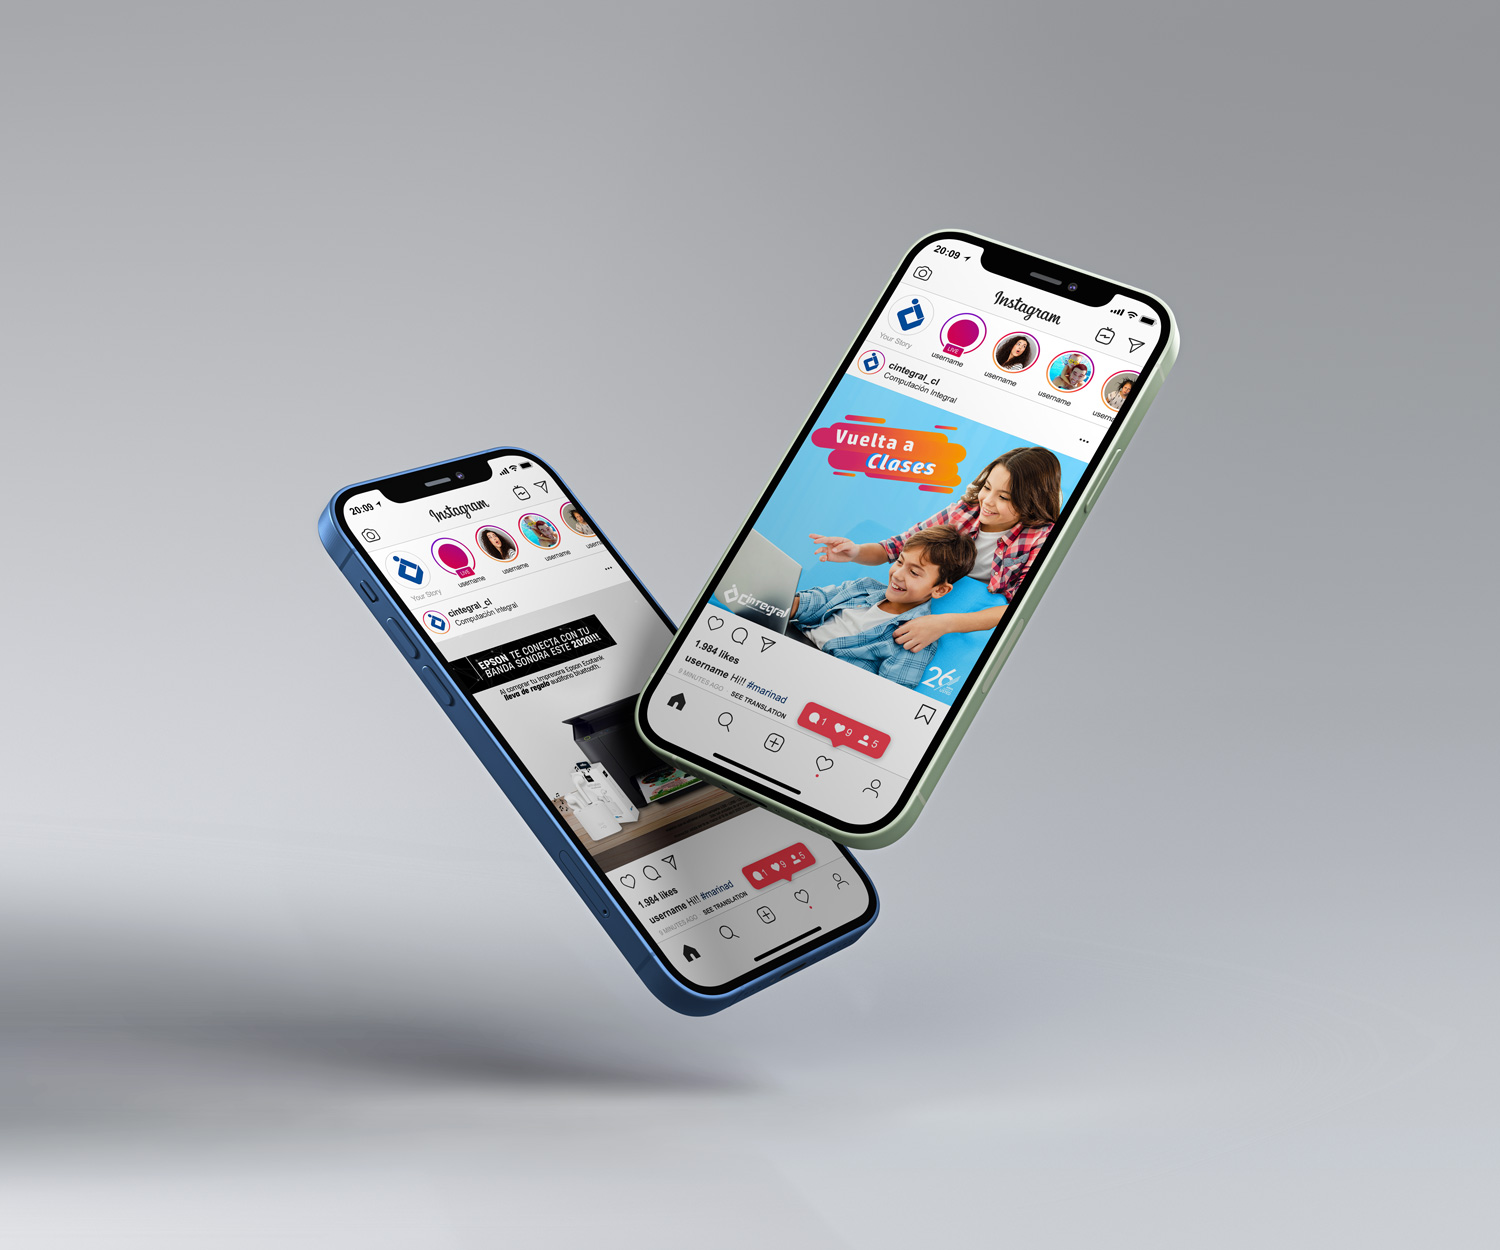 20:09
Instagram
Your Story
LIVE
username
username
username
usern
cintegral_cl
Computación Integral
EPSON TE CONECTA CON TU
BANDA SONORA ESTE 2020!!!
Al comprar tu impresora Epson Ecotank
lleva de regalo audífono bluetooth.
1.984 likes
username Hi!! #marinad
9 MINUTES AGO SEE TRANSLATION
1 9 5
20:09
Instagram
Your Story
LIVE
username
username
username
usern
cintegral_cl
Computación Integral
Vuelta a
Clases
cintegral
26
1.984 likes
username Hi!! #marinad
9 MINUTES AGO SEE TRANSLATION
1 9 5